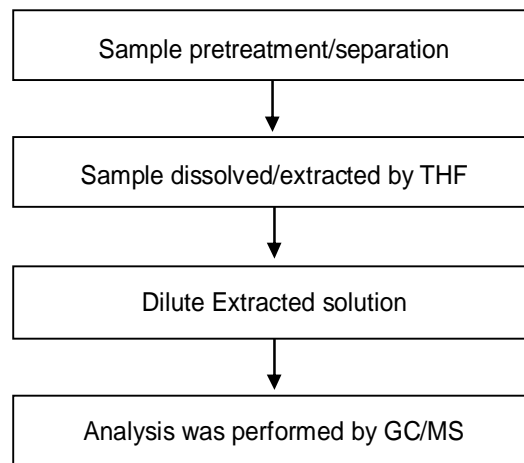 Sample pretreatment/separation
Sample dissolved/extracted by THF
Dilute Extracted solution
Analysis was performed by GC/MS